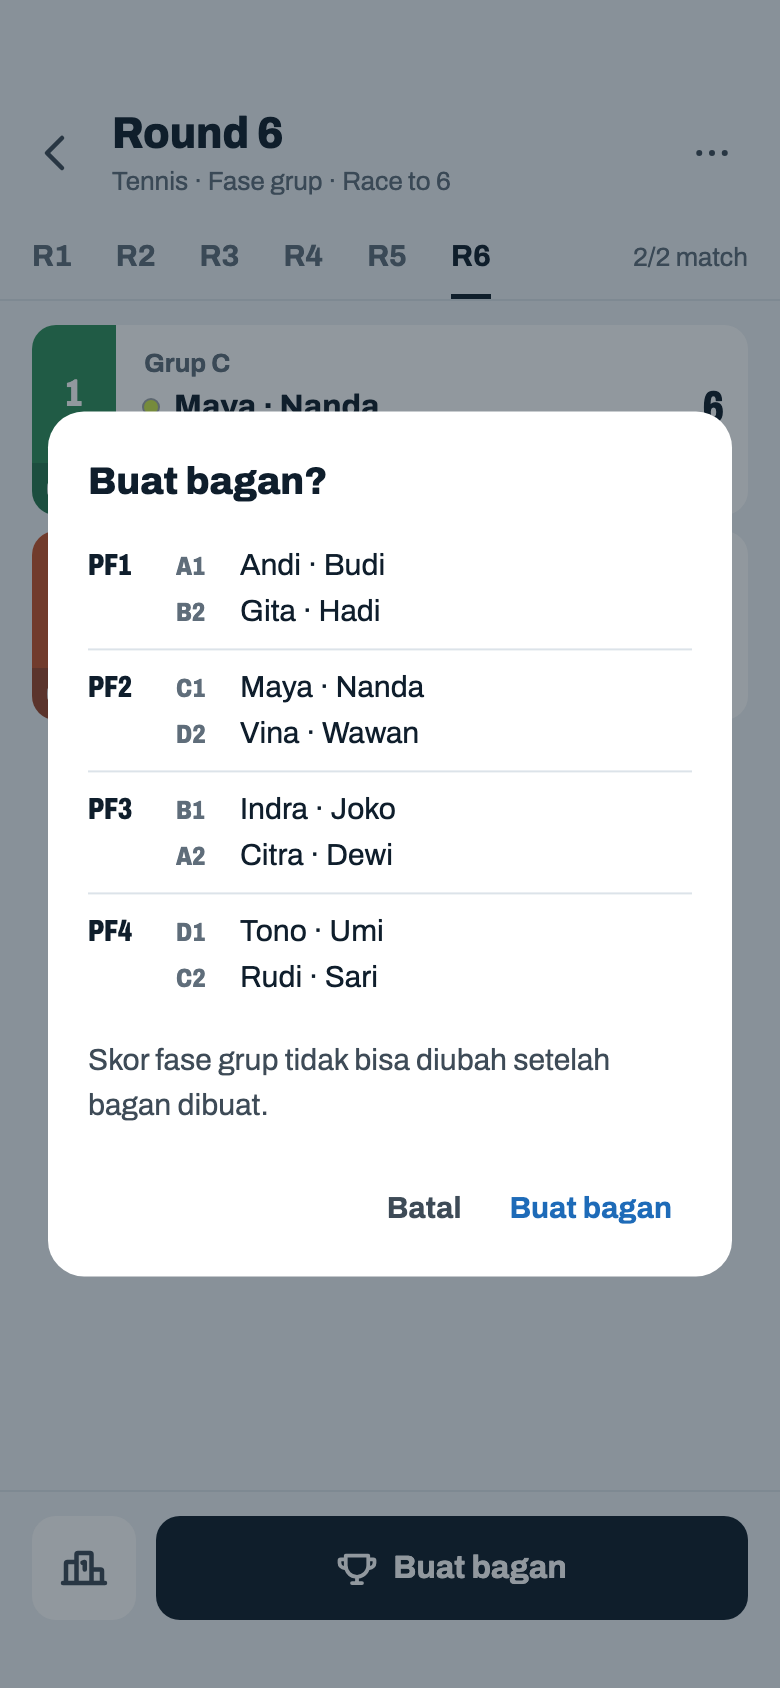 Round 6
Tennis · Fase grup · Race to 6
R1 R2 R3 R4 R5 R6 2/2 match
1
Grup C
Maya · Nanda 6
Buat bagan?
PF1 A1 Andi · Budi
B2 Gita · Hadi
PF2 C1 Maya · Nanda
D2 Vina · Wawan
PF3 B1 Indra · Joko
A2 Citra · Dewi
PF4 D1 Tono · Umi
C2 Rudi · Sari
Skor fase grup tidak bisa diubah setelah
bagan dibuat.
Batal Buat bagan
Buat bagan